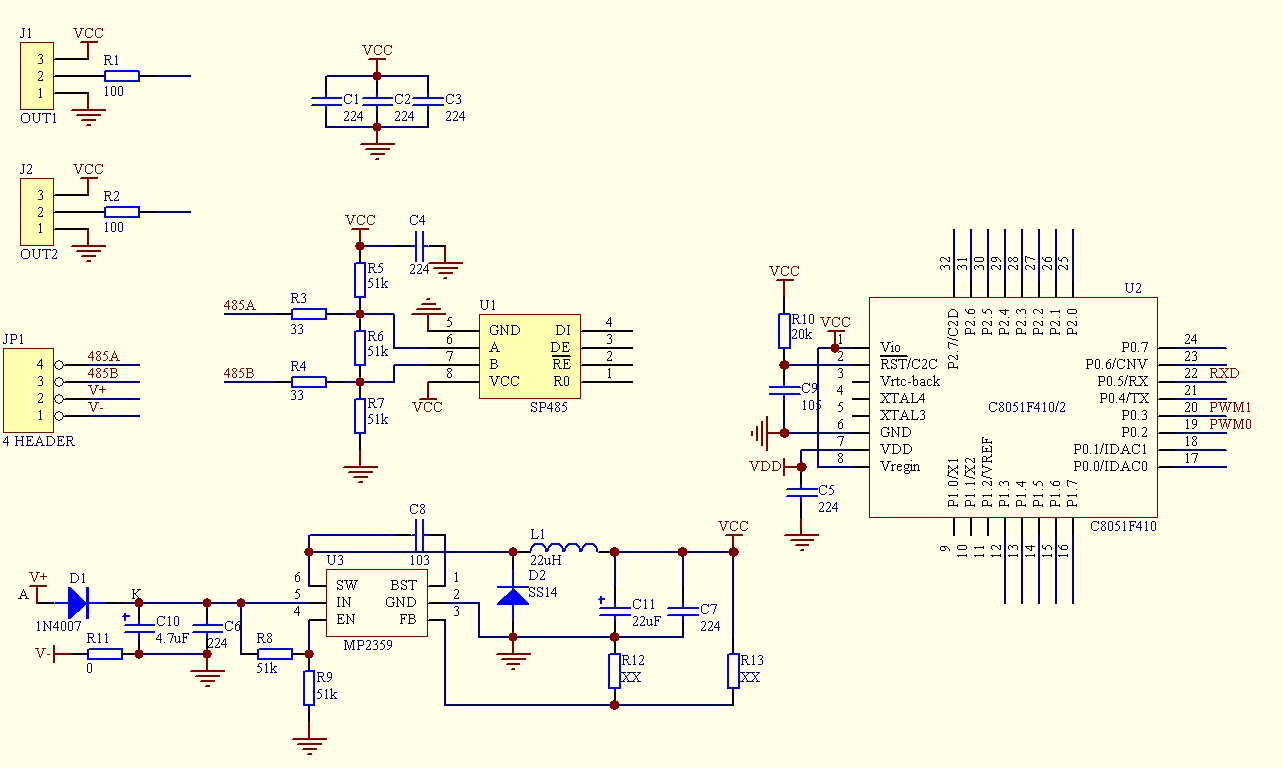 J1
VCC
3
2
1
R1
100
OUT1
VCC
C1
224
C2
224
C3
224
J2
VCC
3
2
1
R2
100
OUT2
VCC
C4
224
R5
51k
485A
R3
33
R6
51k
485B
R4
33
R7
51k
U1
5
6
7
8
GND
A
B
VCC
DI
DE
RE
R0
4
3
2
1
SP485
VCC
JP1
4
3
2
1
485A
485B
V+
V-
4 HEADER
VCC
R10
20k
VCC
C9
105
VDD
C5
224
U2
32
31
30
29
28
27
26
25
P2.7/C2D
P2.6
P2.5
P2.4
P2.3
P2.2
P2.1
P2.0
1
2
3
4
5
6
7
8
Vio
RST/C2C
Vrtc-back
XTAL4
XTAL3
GND
VDD
Vregin
C8051F410/2
P0.7
P0.6/CNV
P0.5/RX
P0.4/TX
P0.3
P0.2
P0.1/IDAC1
P0.0/IDAC0
24
23
22
21
20
19
18
17
RXD
PWM1
PWM0
P1.0/X1
P1.1/X2
P1.2/VREF
P1.3
P1.4
P1.5
P1.6
P1.7
9
10
11
12
13
14
15
16
C8051F410
V+
A
D1
K
1N4007
C10
4.7uF
C6
224
V-
R11
0
R8
51k
R9
51k
C8
103
U3
6
5
4
SW
IN
EN
BST
GND
FB
1
2
3
MP2359
L1
22uH
D2
SS14
C11
22uF
C7
224
VCC
R12
XX
R13
XX